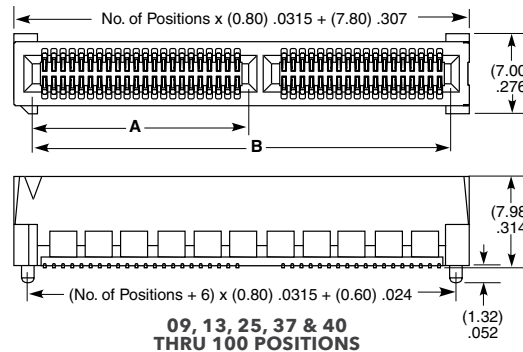 No. of Positions x (0.80) .0315 + (7.80) .307
(7.00
.276
A
B
(7.98
.314
(No. of Positions + 6) x (0.80) .0315 + (0.60) .024
(1.32)
.052
09, 13, 25, 37 & 40
THRU 100 POSITIONS